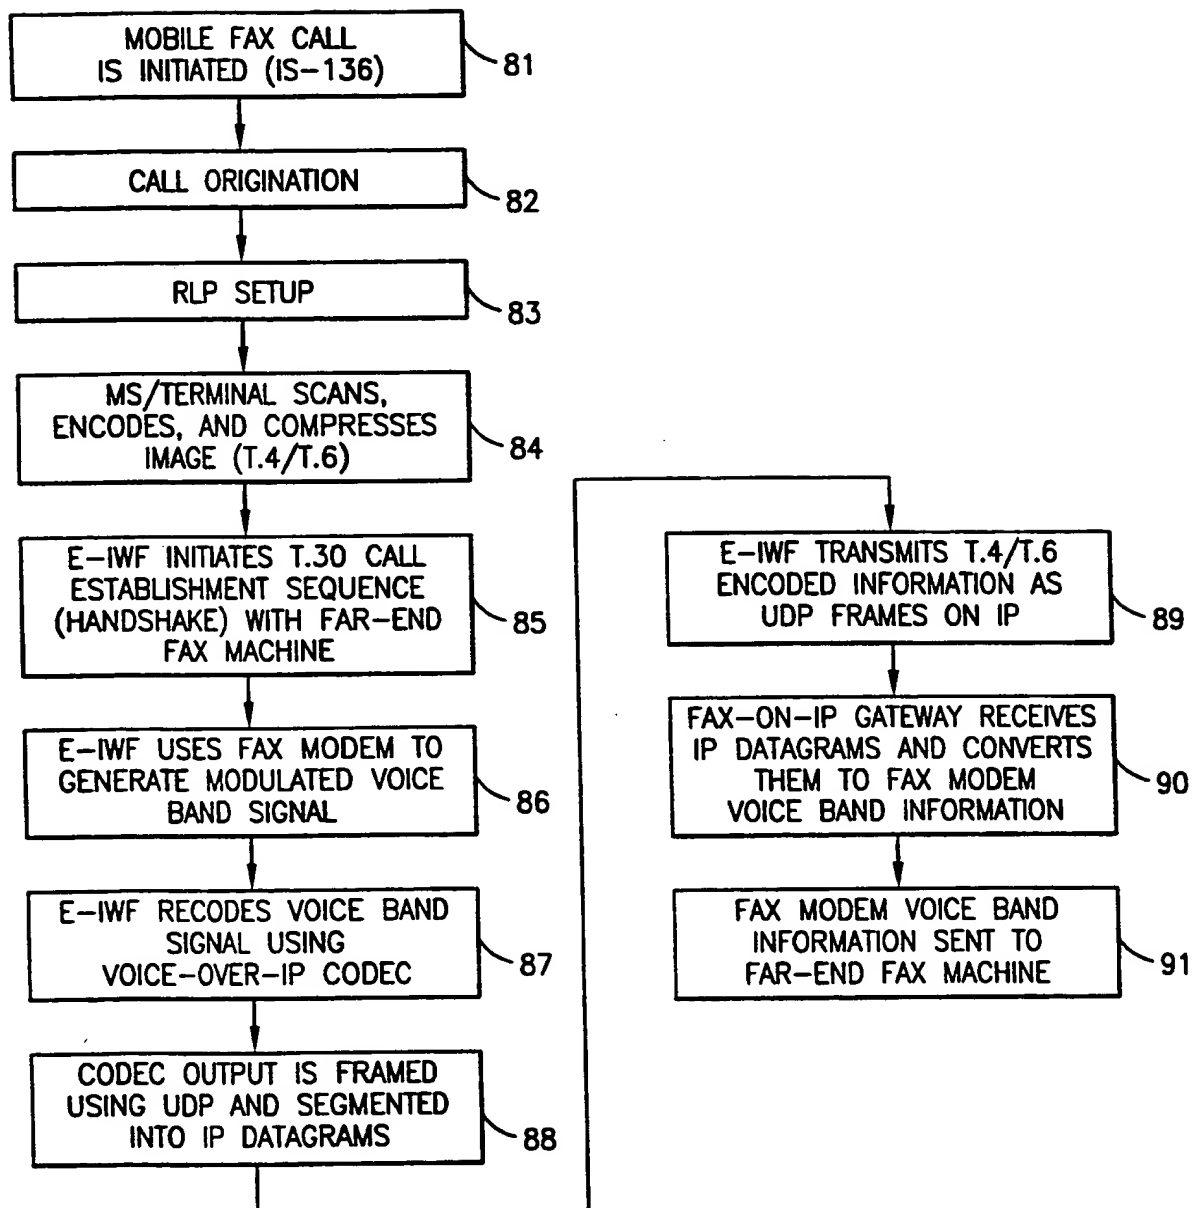 MOBILE FAX CALL
IS INITIATED (IS-136)
81
CALL ORIGINATION
82
RLP SETUP
83
MS/TERMINAL SCANS,
ENCODES, AND COMPRESSES
IMAGE (T.4/T.6)
84
E-IWF INITIATES T.30 CALL
ESTABLISHMENT SEQUENCE
(HANDSHAKE) WITH FAR-END
FAX MACHINE
85
E-IWF USES FAX MODEM TO
GENERATE MODULATED VOICE
BAND SIGNAL
86
E-IWF RECODES VOICE BAND
SIGNAL USING
VOICE-OVER-IP CODEC
87
CODEC OUTPUT IS FRAMED
USING UDP AND SEGMENTED
INTO IP DATAGRAMS
88
E-IWF TRANSMITS T.4/T.6
ENCODED INFORMATION AS
UDP FRAMES ON IP
89
FAX-ON-IP GATEWAY RECEIVES
IP DATAGRAMS AND CONVERTS
THEM TO FAX MODEM
VOICE BAND INFORMATION
90
FAX MODEM VOICE BAND
INFORMATION SENT TO
FAR-END FAX MACHINE
91